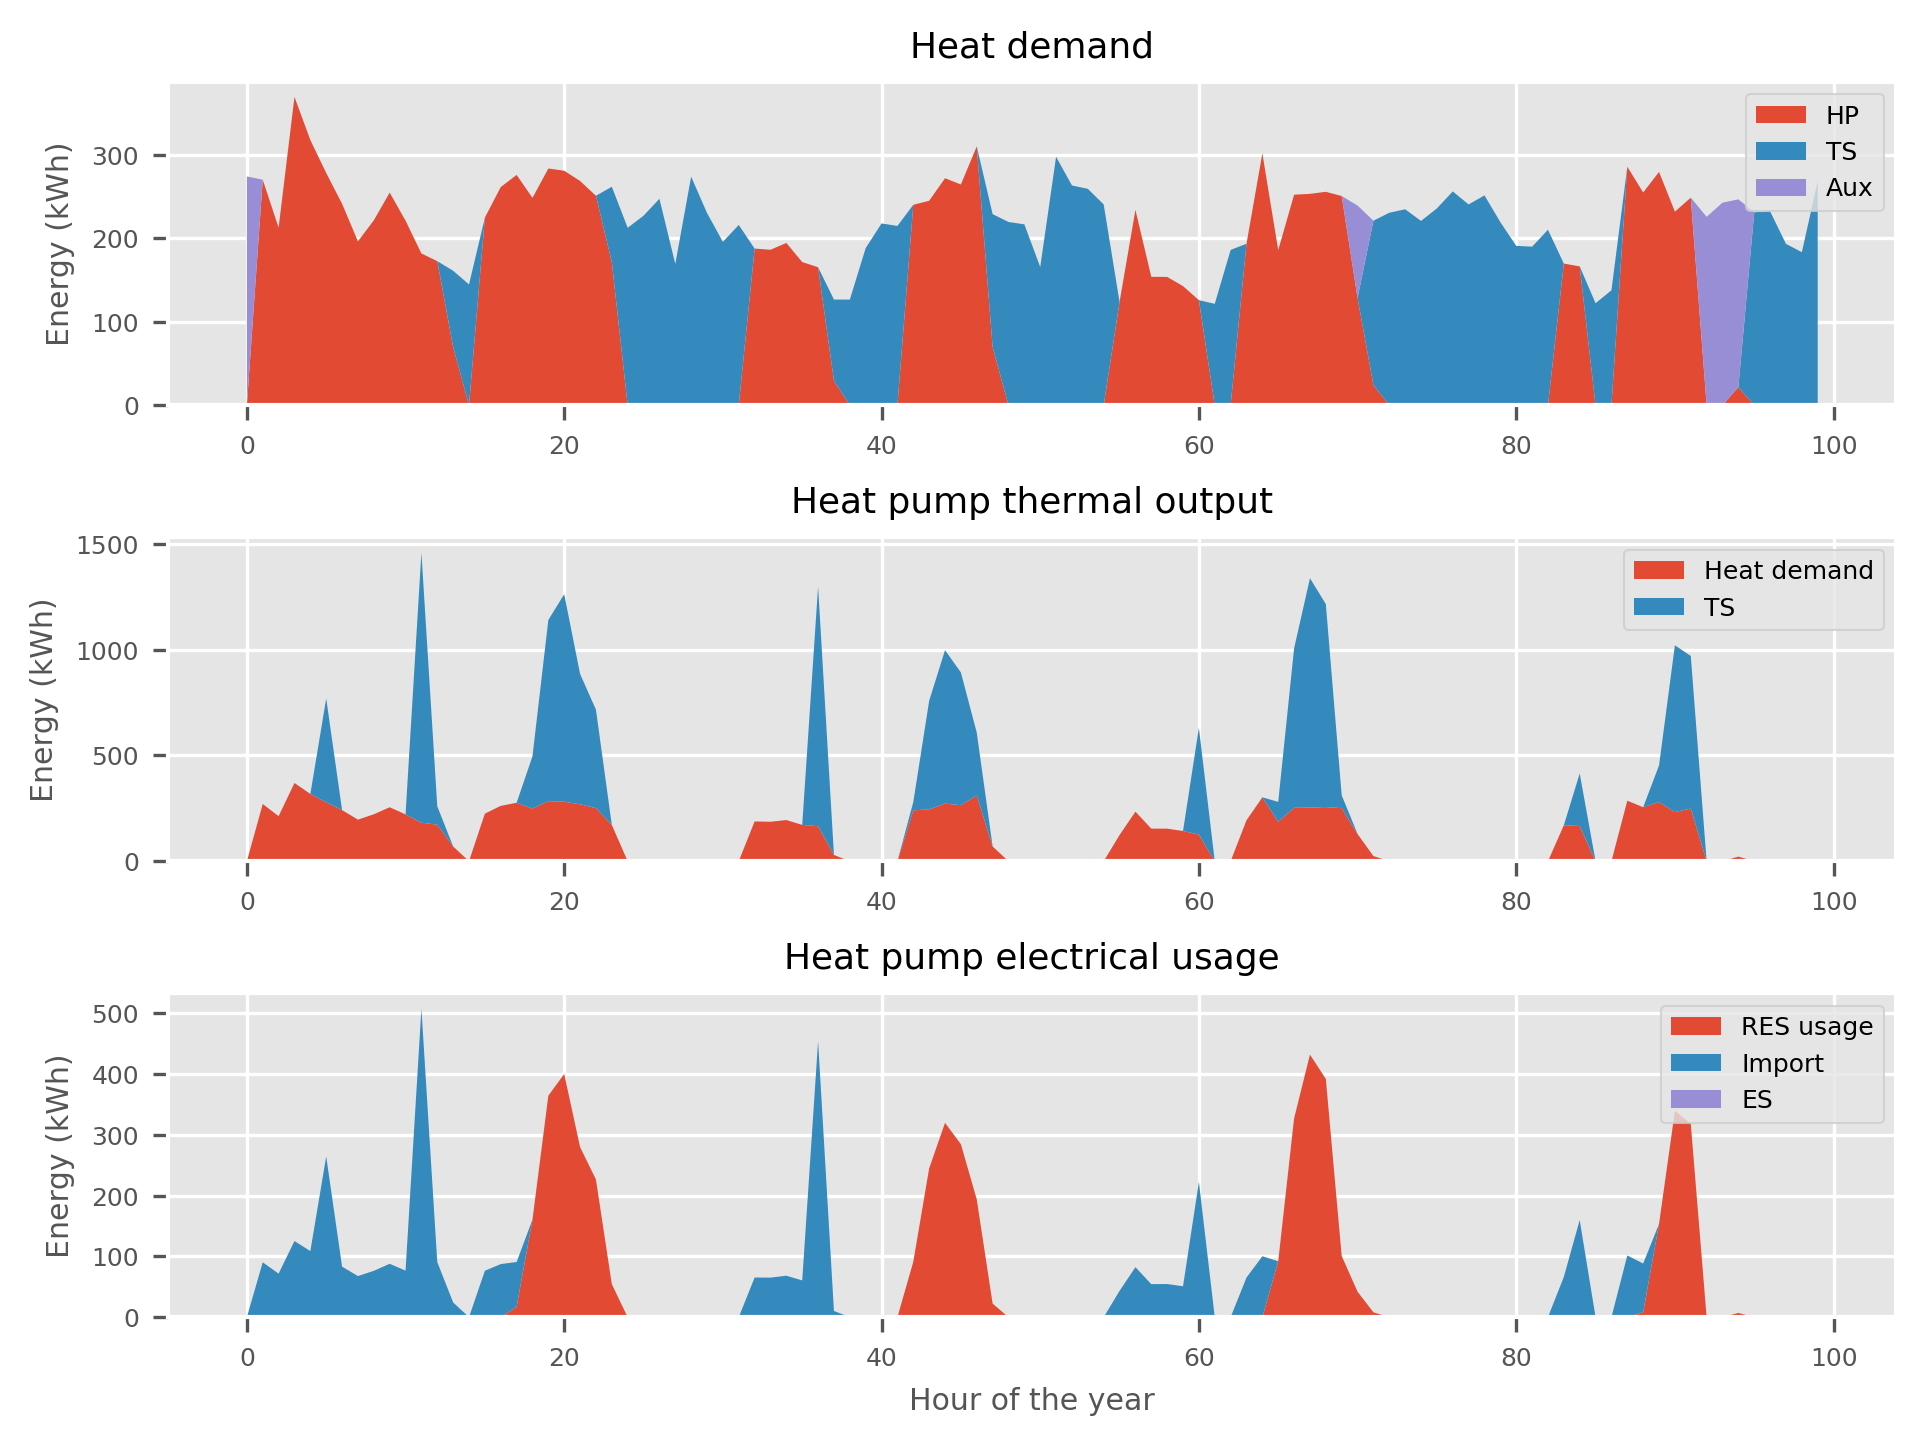 Heat demand
Energy (kWh)
300
200
100
0
HP
TS
Aux
0 20 40 60 80 100
Heat pump thermal output
Energy (kWh)
1500
1000
500
0
Heat demand
TS
0 20 40 60 80 100
Heat pump electrical usage
Energy (kWh)
500
400
300
200
100
0
RES usage
Import
ES
0 20 40 60 80 100
Hour of the year